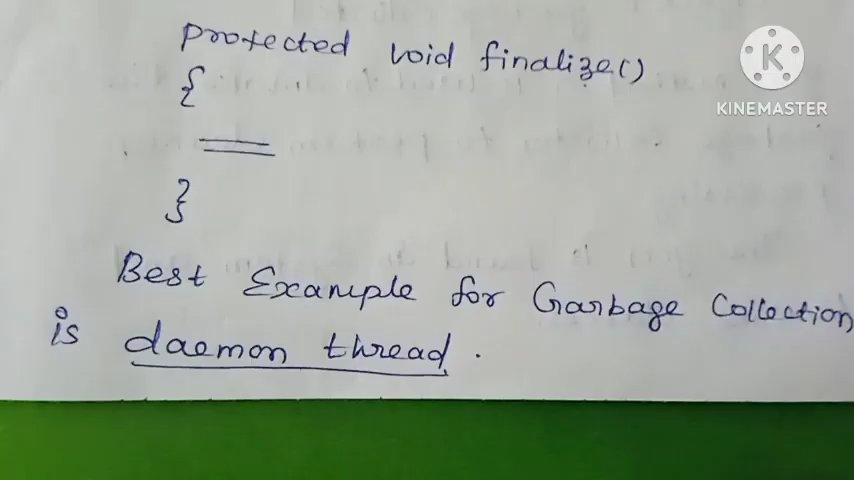 protected void finalize()
{
}
Best Example for Garbage Collection
is daemon thread.
K
KINEMASTER